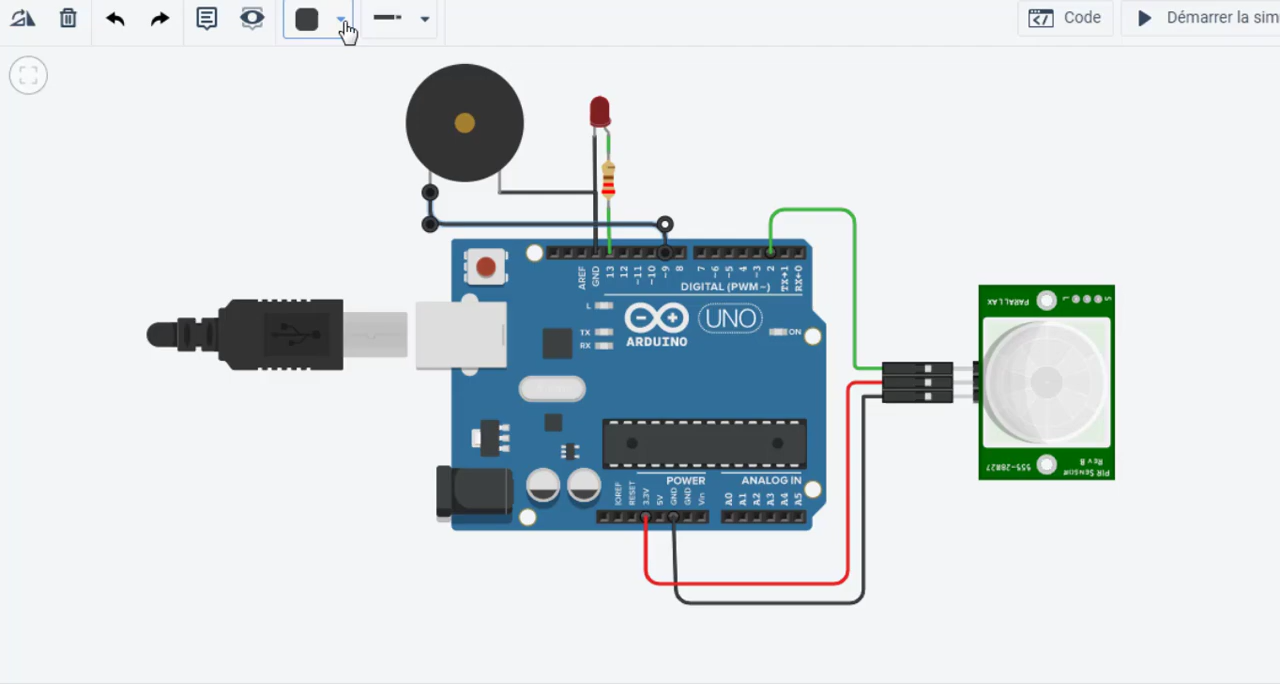 Code
Démarrer la sim
AREF
GND
13
12
~11
~10
~9
8
7
~6
~5
4
~3
2
TX→1
RX←0
DIGITAL (PWM~)
L
TX
RX
ARDUINO
UNO
ON
IOREF
RESET
3.3V
5V
GND
GND
Vin
POWER
ANALOG IN
A0
A1
A2
A3
A4
A5
PARALLAX
L
S
PIR SENSOR
Rev B
555-28027